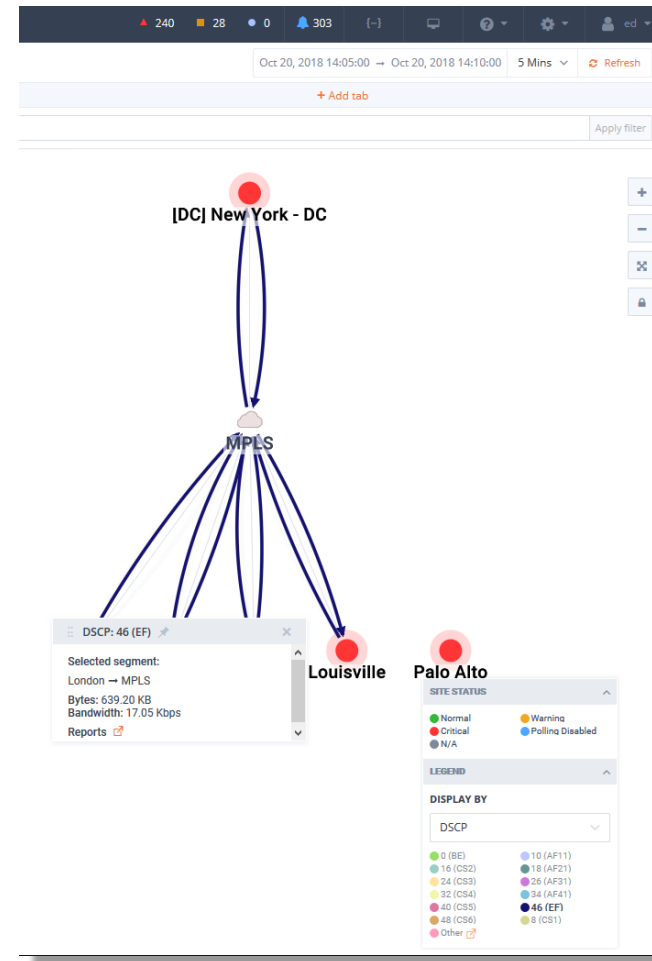 240 28 0 303 {-} ed
Oct 20, 2018 14:05:00 → Oct 20, 2018 14:10:00 5 Mins Refresh
+ Add tab
Apply filter
[DC] New York - DC
MPLS
DSCP: 46 (EF)
Selected segment:
London → MPLS
Bytes: 639.20 KB
Bandwidth: 17.05 Kbps
Reports
Louisville
Palo Alto
SITE STATUS
Normal Warning
Critical Polling Disabled
N/A
LEGEND
DISPLAY BY
DSCP
0 (BE) 10 (AF11)
16 (CS2) 18 (AF21)
24 (CS3) 26 (AF31)
32 (CS4) 34 (AF41)
40 (CS5) 46 (EF)
48 (CS6) 8 (CS1)
Other